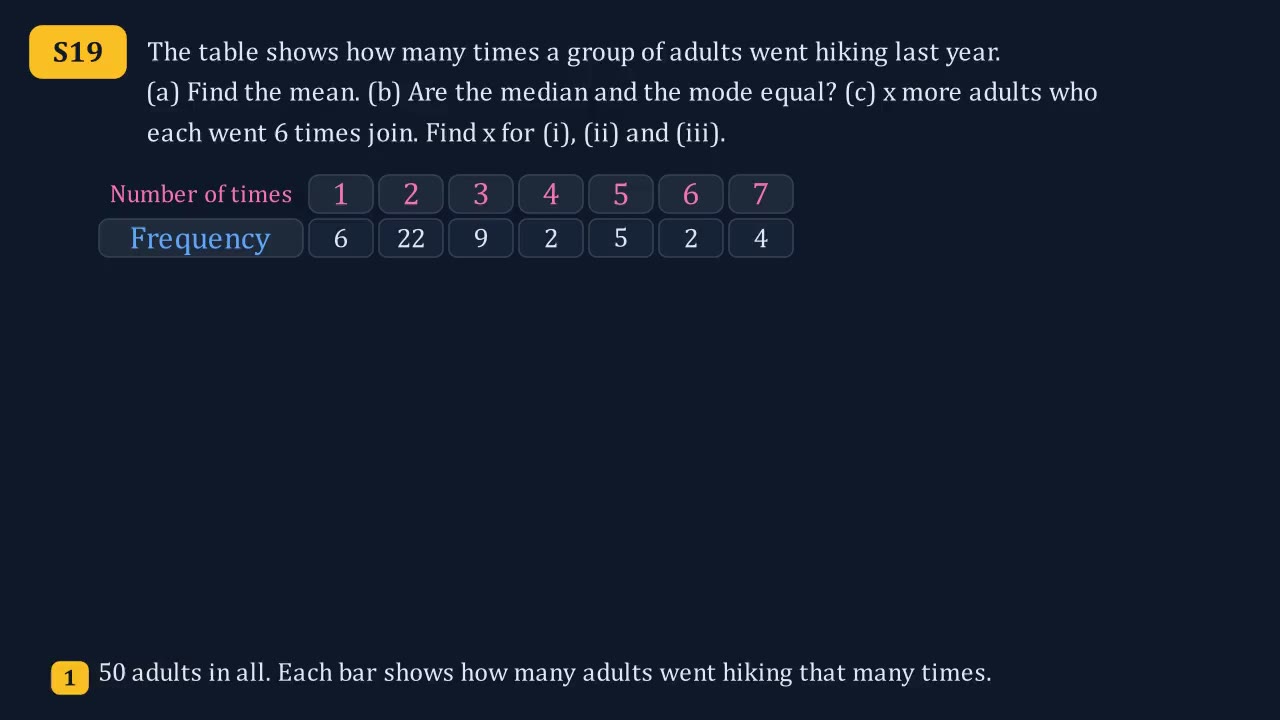 S19
The table shows how many times a group of adults went hiking last year.
(a) Find the mean. (b) Are the median and the mode equal? (c) x more adults who
each went 6 times join. Find x for (i), (ii) and (iii).
Number of times 1 2 3 4 5 6 7
Frequency 6 22 9 2 5 2 4
1 50 adults in all. Each bar shows how many adults went hiking that many times.